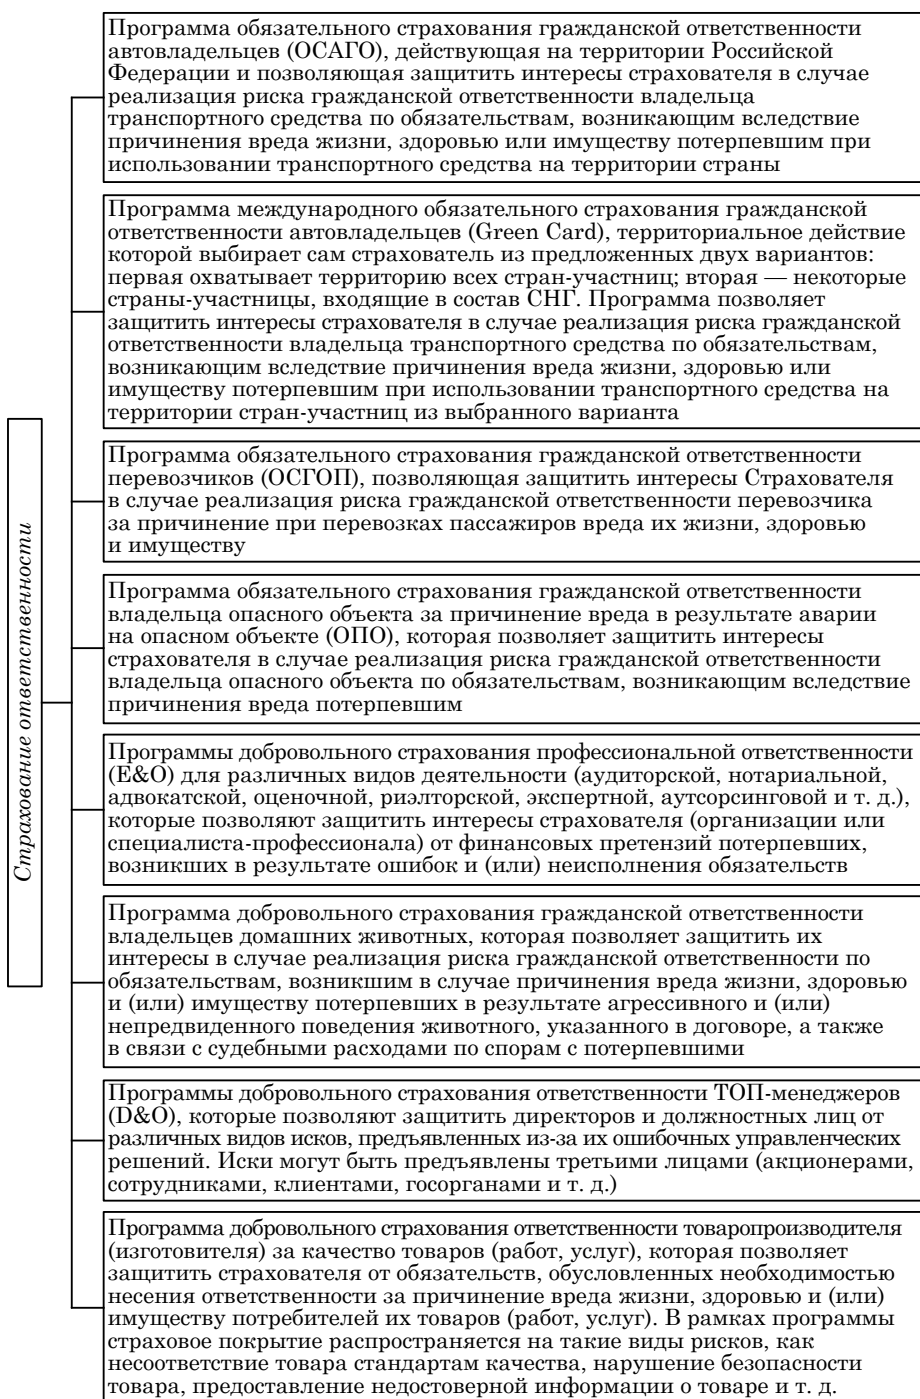 Страхование ответственности
Программа обязательного страхования гражданской ответственности
автовладельцев (ОСАГО), действующая на территории Российской
Федерации и позволяющая защитить интересы страхователя в случае
реализация риска гражданской ответственности владельца
транспортного средства по обязательствам, возникающим вследствие
причинения вреда жизни, здоровью или имуществу потерпевшим при
использовании транспортного средства на территории страны
Программа международного обязательного страхования гражданской
ответственности автовладельцев (Green Card), территориальное действие
которой выбирает сам страхователь из предложенных двух вариантов:
первая охватывает территорию всех стран-участниц; вторая — некоторые
страны-участницы, входящие в состав СНГ. Программа позволяет
защитить интересы страхователя в случае реализация риска гражданской
ответственности владельца транспортного средства по обязательствам,
возникающим вследствие причинения вреда жизни, здоровью или
имуществу потерпевшим при использовании транспортного средства на
территории стран-участниц из выбранного варианта
Программа обязательного страхования гражданской ответственности
перевозчиков (ОСГОП), позволяющая защитить интересы Страхователя
в случае реализация риска гражданской ответственности перевозчика
за причинение при перевозках пассажиров вреда их жизни, здоровью
и имуществу
Программа обязательного страхования гражданской ответственности
владельца опасного объекта за причинение вреда в результате аварии
на опасном объекте (ОПО), которая позволяет защитить интересы
страхователя в случае реализация риска гражданской ответственности
владельца опасного объекта по обязательствам, возникающим вследствие
причинения вреда потерпевшим
Программы добровольного страхования профессиональной ответственности
(E&O) для различных видов деятельности (аудиторской, нотариальной,
адвокатской, оценочной, риэлторской, экспертной, аутсорсинговой и т. д.),
которые позволяют защитить интересы страхователя (организации или
специалиста-профессионала) от финансовых претензий потерпевших,
возникших в результате ошибок и (или) неисполнения обязательств
Программа добровольного страхования гражданской ответственности
владельцев домашних животных, которая позволяет защитить их
интересы в случае реализация риска гражданской ответственности по
обязательствам, возникшим в случае причинения вреда жизни, здоровью
и (или) имуществу потерпевших в результате агрессивного и (или)
непредвиденного поведения животного, указанного в договоре, а также
в связи с судебными расходами по спорам с потерпевшими
Программы добровольного страхования ответственности ТОП-менеджеров
(D&O), которые позволяют защитить директоров и должностных лиц от
различных видов исков, предъявленных из-за их ошибочных управленческих
решений. Иски могут быть предъявлены третьими лицами (акционерами,
сотрудниками, клиентами, госорганами и т. д.)
Программа добровольного страхования ответственности товаропроизводителя
(изготовителя) за качество товаров (работ, услуг), которая позволяет
защитить страхователя от обязательств, обусловленных необходимостью
несения ответственности за причинение вреда жизни, здоровью и (или)
имуществу потребителей их товаров (работ, услуг). В рамках программы
страховое покрытие распространяется на такие виды рисков, как
несоответствие товара стандартам качества, нарушение безопасности
товара, предоставление недостоверной информации о товаре и т. д.